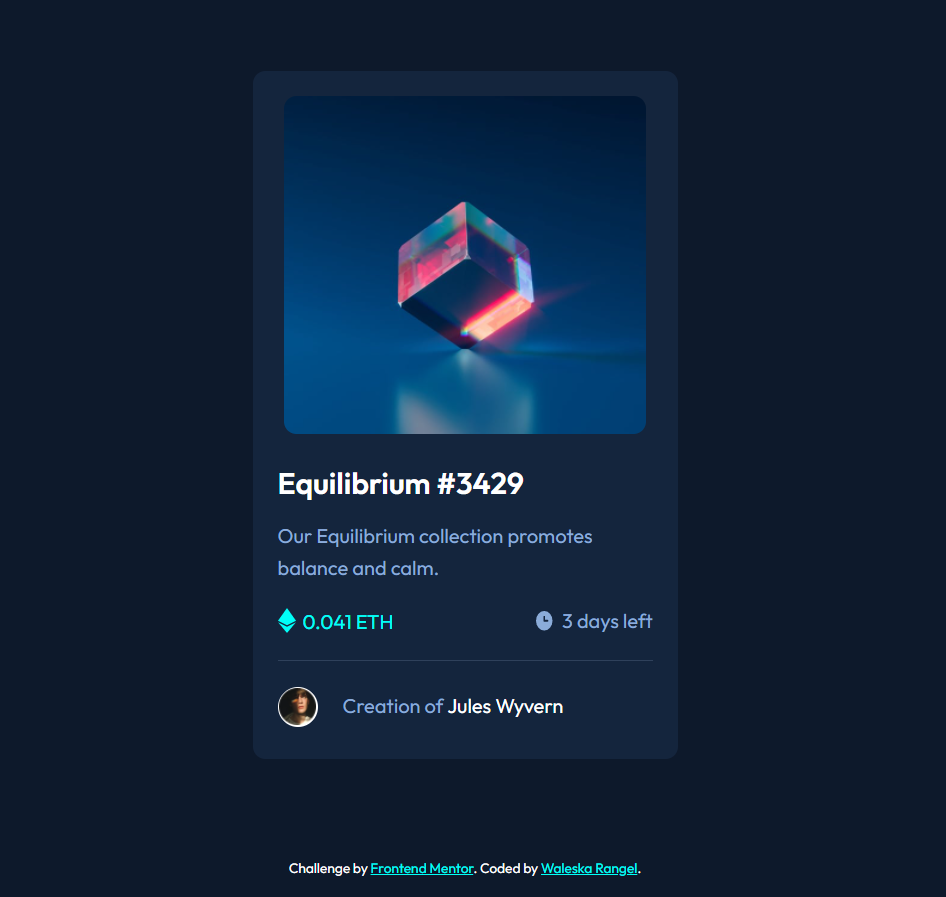 Equilibrium #3429
Our Equilibrium collection promotes
balance and calm.
0.041 ETH
3 days left
Creation of Jules Wyvern
Challenge by Frontend Mentor. Coded by Waleska Rangel.